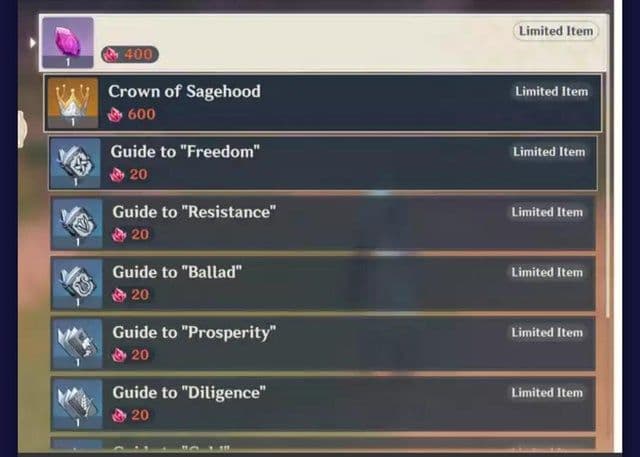 Limited Item
1
400
Crown of Sagehood
Limited Item
1
600
Guide to "Freedom"
Limited Item
1
20
Guide to "Resistance"
Limited Item
1
20
Guide to "Ballad"
Limited Item
1
20
Guide to "Prosperity"
Limited Item
1
20
Guide to "Diligence"
Limited Item
1
20